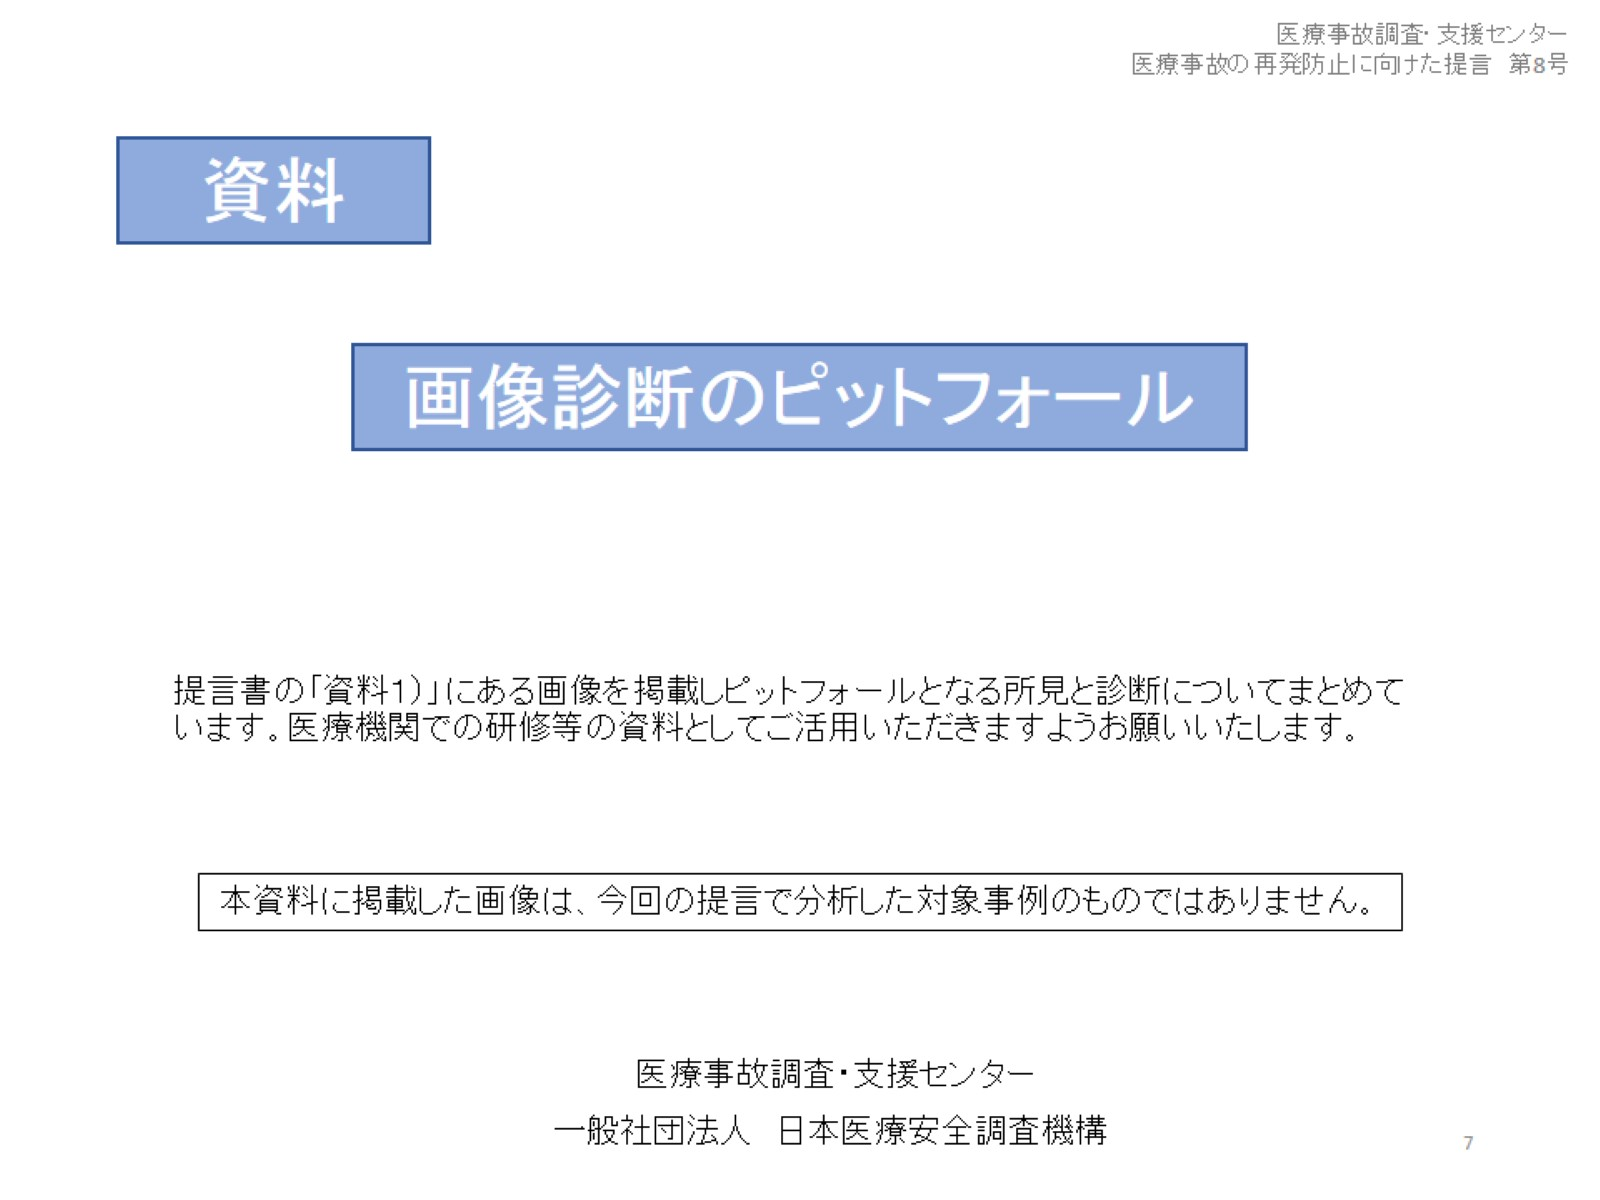 医療事故調査・支援センター
医療事故の再発防止に向けた提言　第8号
資料
画像診断のピットフォール
提言書の「資料1)」にある画像を掲載しピットフォールとなる所見と診断についてまとめて
います。医療機関での研修等の資料としてご活用いただきますようお願いいたします。
本資料に掲載した画像は、今回の提言で分析した対象事例のものではありません。
医療事故調査・支援センター
一般社団法人　日本医療安全調査機構
7